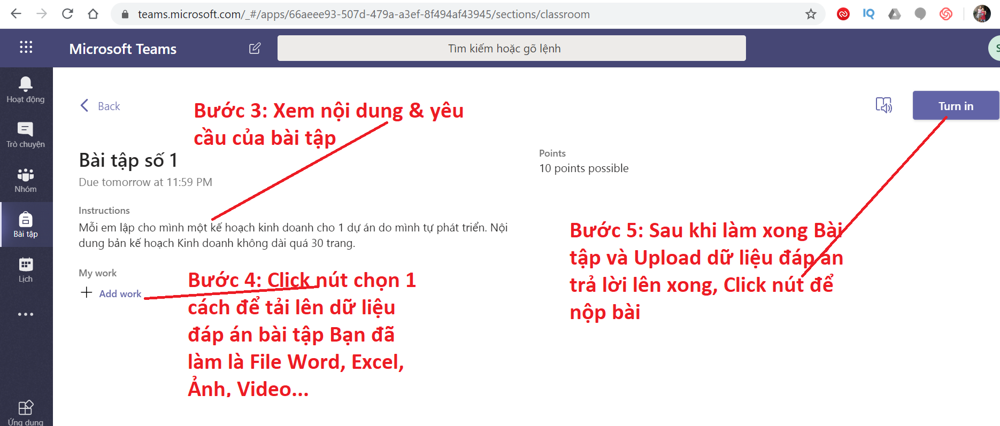 teams.microsoft.com/_#/apps/66aeee93-507d-479a-a3ef-8f494af43945/sections/classroom
IQ
Microsoft Teams
Tìm kiếm hoặc gõ lệnh
S
Hoạt động
Trò chuyện
Nhóm
Bài tập
Lịch
Ứng dụng
Back
Turn in
Bước 3: Xem nội dung & yêu
cầu của bài tập
Bài tập số 1
Due tomorrow at 11:59 PM
Points
10 points possible
Instructions
Mỗi em lập cho mình một kế hoạch kinh doanh cho 1 dự án do mình tự phát triển. Nội
dung bản kế hoạch Kinh doanh không dài quá 30 trang.
My work
Add work
Bước 4: Click nút chọn 1
cách để tải lên dữ liệu
đáp án bài tập Bạn đã
làm là File Word, Excel,
Ảnh, Video...
Bước 5: Sau khi làm xong Bài
tập và Upload dữ liệu đáp án
trả lời lên xong, Click nút để
nộp bài